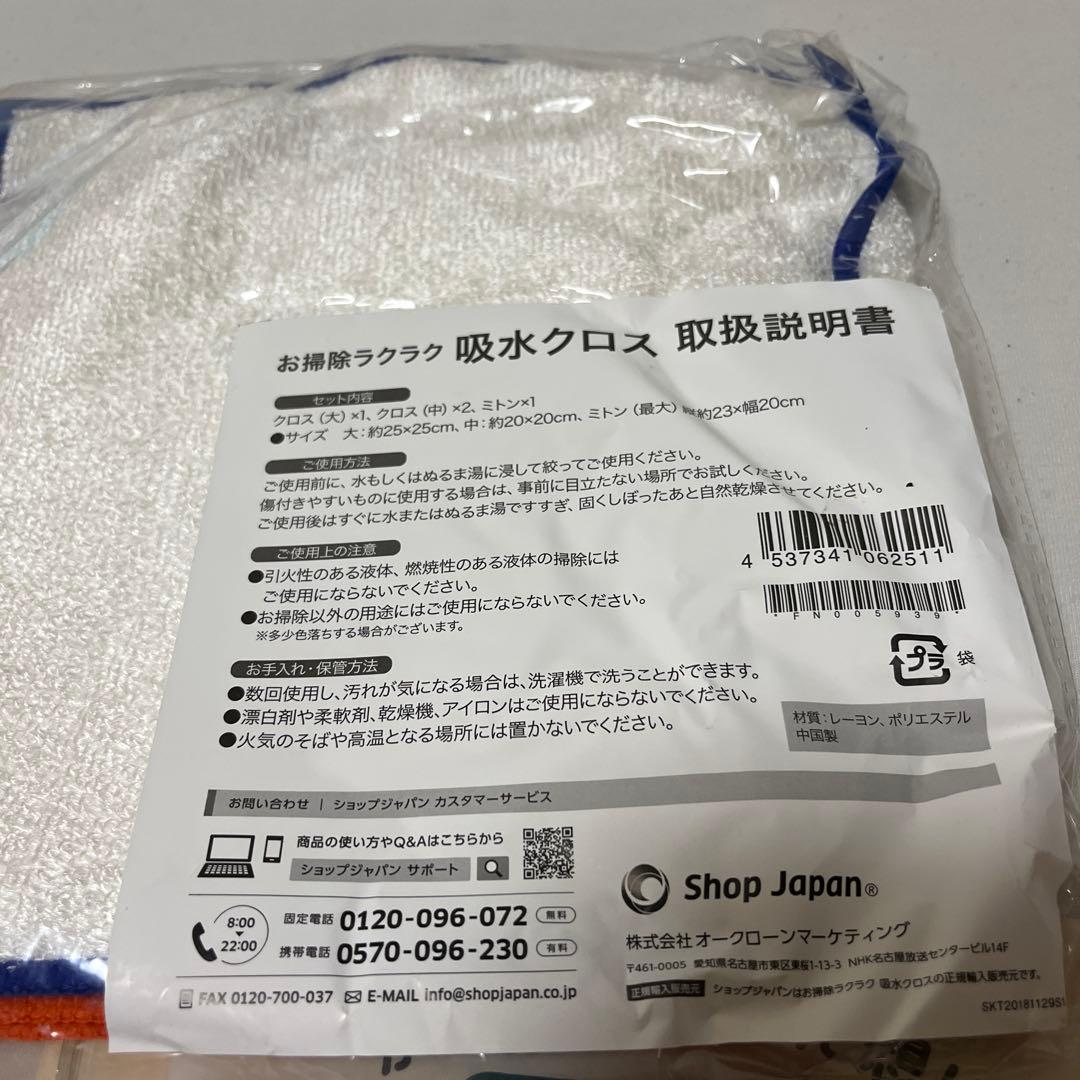 お掃除ラクラク 吸水クロス 取扱説明書
セット内容
クロス（大）×1、クロス（中）×2、ミトン×1
●サイズ 大：約25×25cm、中：約20×20cm、ミトン（最大）縦約23×幅20cm
ご使用方法
ご使用前に、水もしくはぬるま湯に浸して絞ってご使用ください。
傷付きやすいものに使用する場合は、事前に目立たない場所でお試しください。
ご使用後はすぐに水またはぬるま湯ですすぎ、固くしぼったあと自然乾燥させてください。
ご使用上の注意
●引火性のある液体、燃焼性のある液体の掃除には
ご使用にならないでください。
●お掃除以外の用途にはご使用にならないでください。
※多少色落ちする場合がございます。
お手入れ・保管方法
●数回使用し、汚れが気になる場合は、洗濯機で洗うことができます。
●漂白剤や柔軟剤、乾燥機、アイロンはご使用にならないでください。
●火気のそばや高温となる場所には置かないでください。
4 537341 062511
*FN005939*
プラ 袋
材質：レーヨン、ポリエステル
中国製
お問い合わせ | ショップジャパン カスタマーサービス
商品の使い方やQ&Aはこちらから
ショップジャパン サポート
8:00
22:00
固定電話 0120-096-072 無料
携帯電話 0570-096-230 有料
FAX 0120-700-037 E-MAIL info@shopjapan.co.jp
Shop Japan®
株式会社オークローンマーケティング
〒461-0005 愛知県名古屋市東区東桜1-13-3 NHK名古屋放送センタービル14F
正規輸入販売元 ショップジャパンはお掃除ラクラク 吸水クロスの正規輸入販売元です。
SKT20181129S1